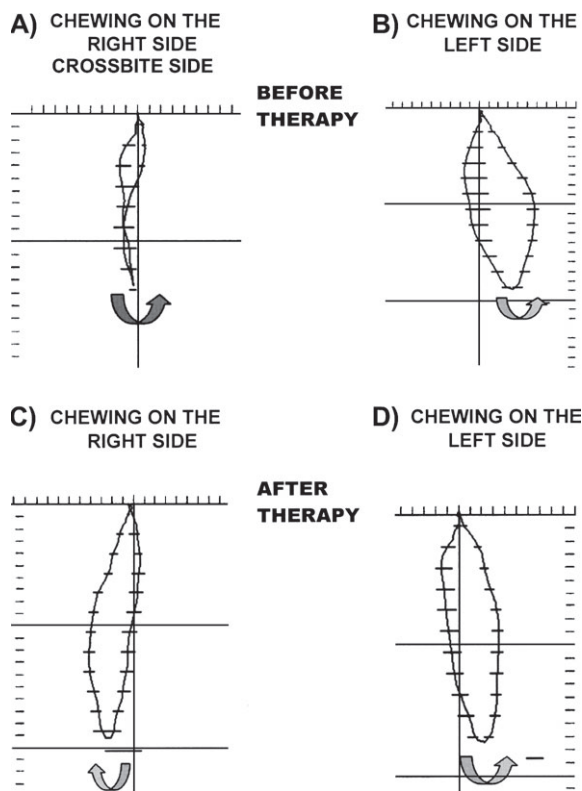 A) CHEWING ON THE
RIGHT SIDE
CROSSBITE SIDE
B) CHEWING ON THE
LEFT SIDE
BEFORE
THERAPY
C) CHEWING ON THE
RIGHT SIDE
D) CHEWING ON THE
LEFT SIDE
AFTER
THERAPY